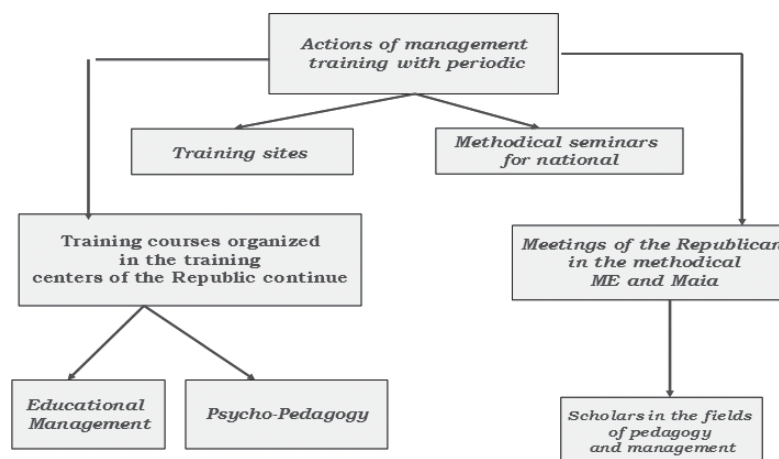 Actions of management
training with periodic
Training sites
Methodical seminars
for national
Training courses organized
in the training
centers of the Republic continue
Meetings of the Republican
in the methodical
ME and Maia
Educational
Management
Psycho-Pedagogy
Scholars in the fields
of pedagogy
and management